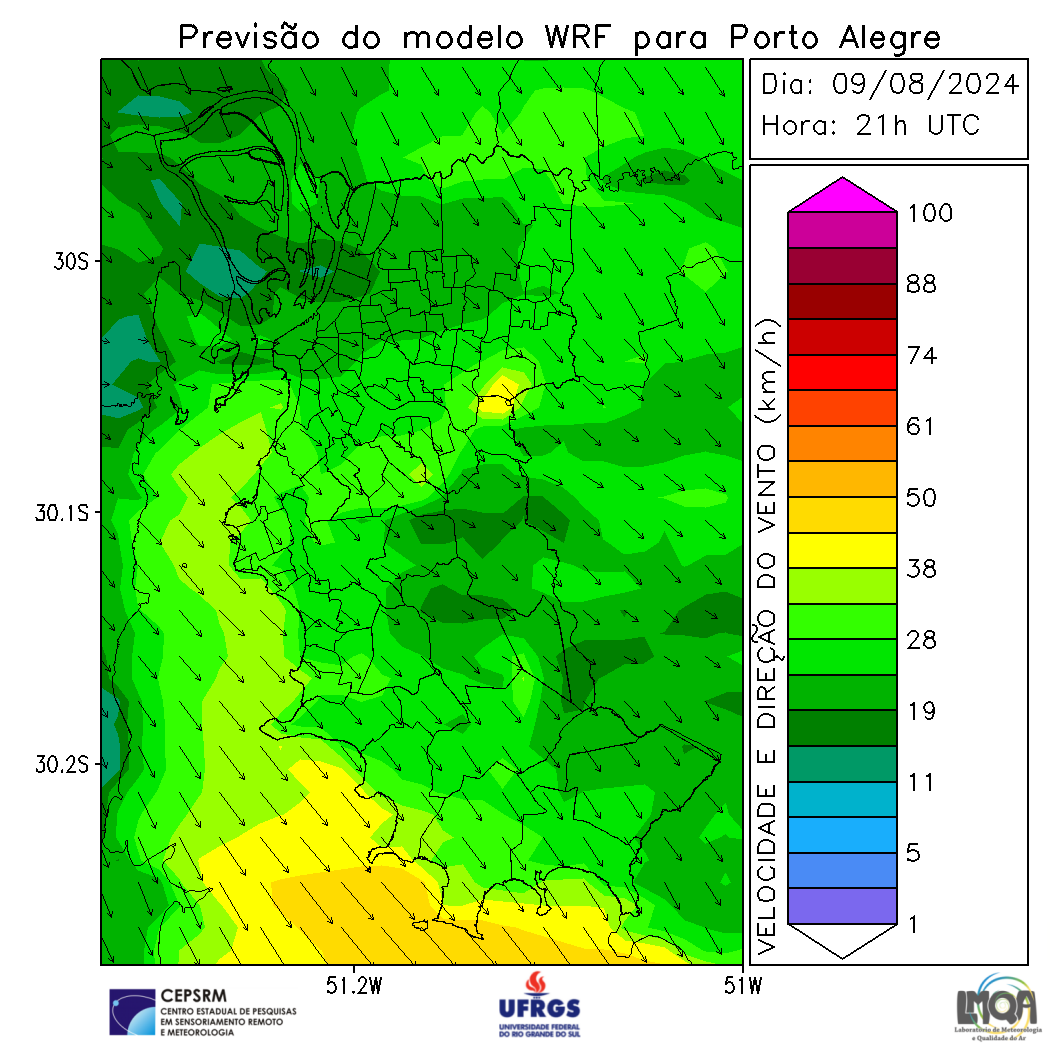 Previsão do modelo WRF para Porto Alegre
Dia: 09/08/2024
Hora: 21h UTC
30S
30.1S
30.2S
51.2W
51W
VELOCIDADE E DIREÇÃO DO VENTO (km/h)
100
88
74
61
50
38
28
19
11
5
1
CEPSRM
CENTRO ESTADUAL DE PESQUISAS
EM SENSORIAMENTO REMOTO
E METEOROLOGIA
UFRGS
UNIVERSIDADE FEDERAL
DO RIO GRANDE DO SUL
LMQA
Laboratório de Meteorologia
e Qualidade do Ar